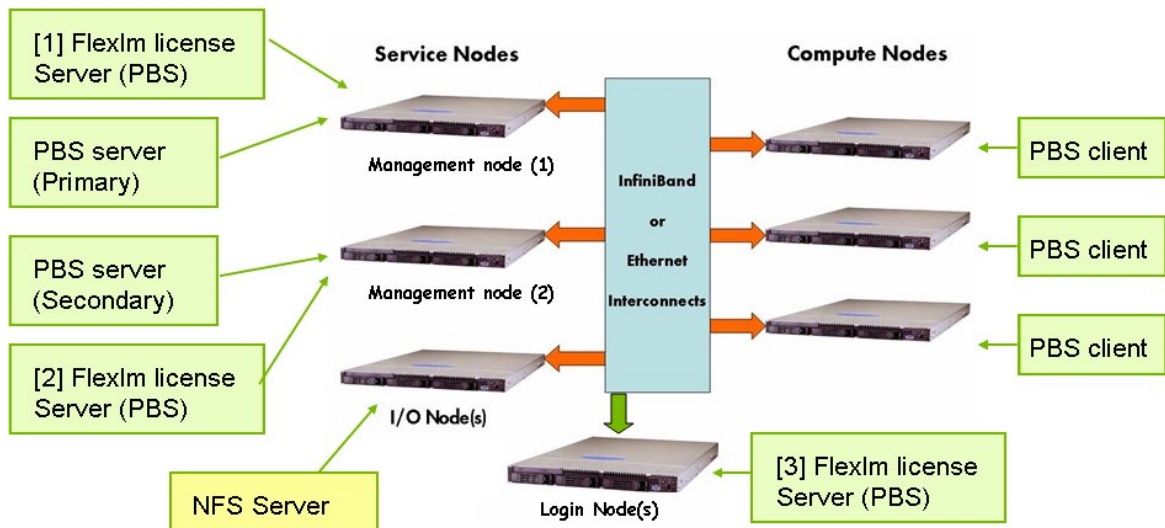 [1] Flexlm license
Server (PBS)
Service Nodes
Compute Nodes
PBS server
(Primary)
Management node (1)
PBS client
InfiniBand
or
Ethernet
Interconnects
PBS server
(Secondary)
Management node (2)
PBS client
[2] Flexlm license
Server (PBS)
I/O Node(s)
PBS client
NFS Server
Login Node(s)
[3] Flexlm license
Server (PBS)